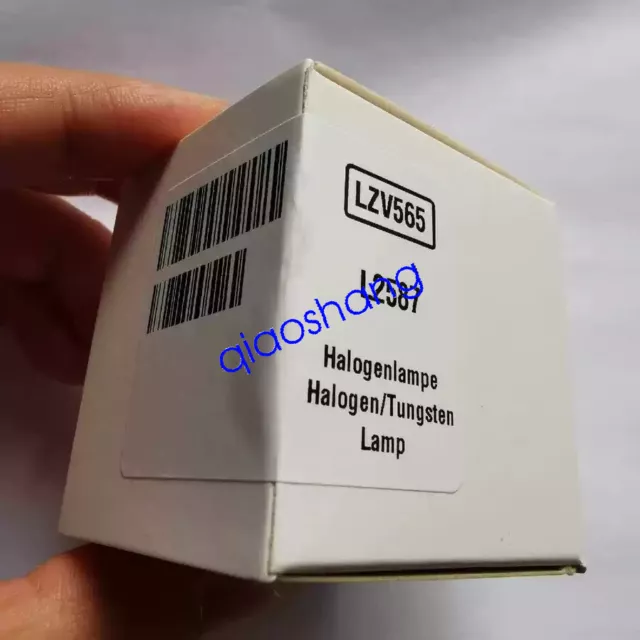 LZV565
L2587
Halogenlampe
Halogen/Tungsten
Lamp
qiaoshang